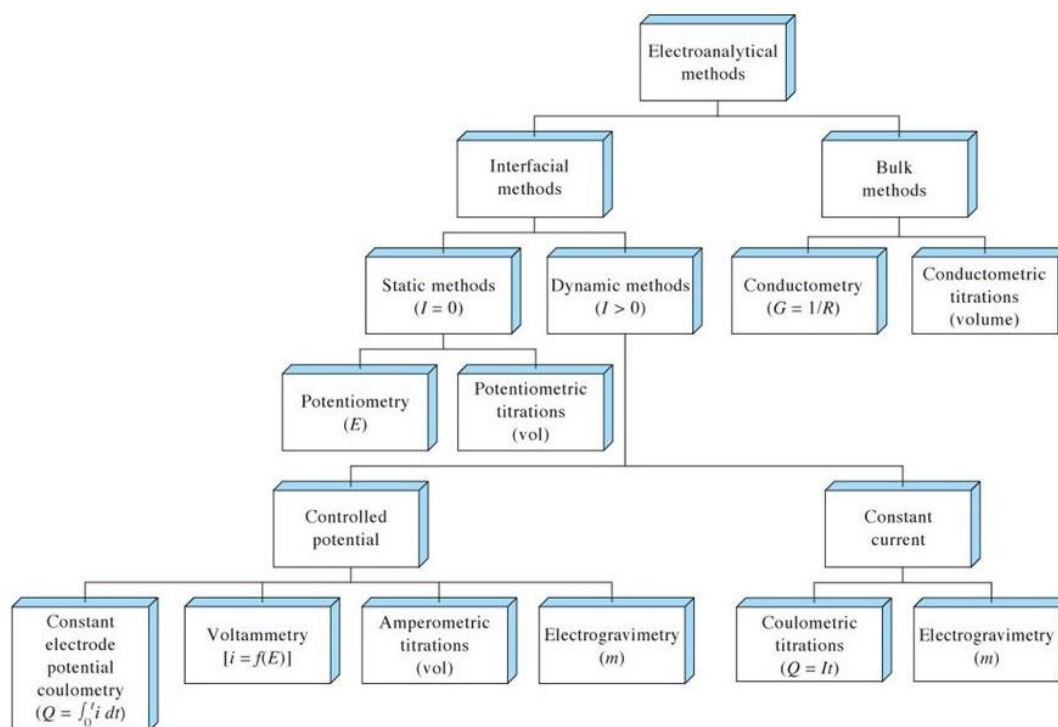 Electroanalytical
methods
Interfacial
methods
Bulk
methods
Static methods
(I = 0)
Dynamic methods
(I > 0)
Conductometry
(G = 1/R)
Conductometric
titrations
(volume)
Potentiometry
(E)
Potentiometric
titrations
(vol)
Controlled
potential
Constant
current
Constant
electrode
potential
coulometry
(Q = ∫₀ᵗ i dt)
Voltammetry
[i = f(E)]
Amperometric
titrations
(vol)
Electrogravimetry
(m)
Coulometric
titrations
(Q = It)
Electrogravimetry
(m)